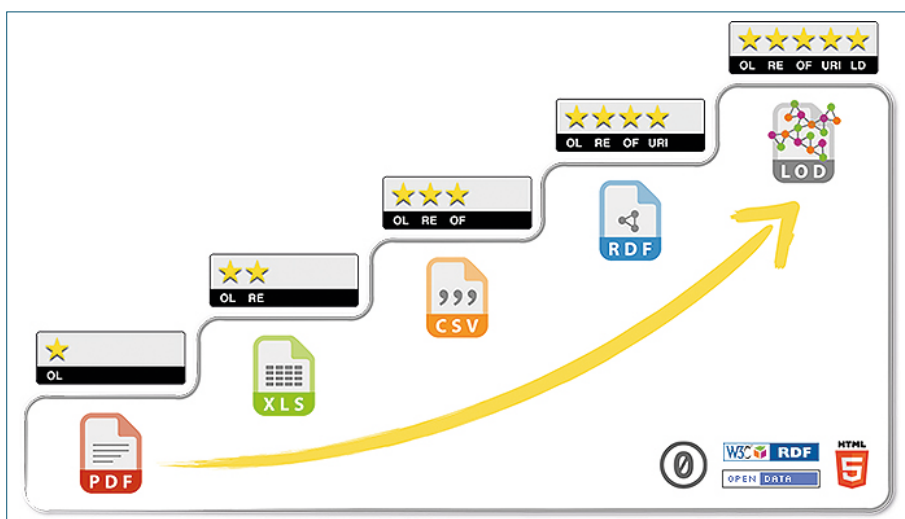 OL RE OF URI LD
LOD
OL RE OF URI
RDF
OL RE OF
,,,
CSV
OL RE
XLS
OL
PDF
0
W3C RDF
OPEN DATA
HTML
5